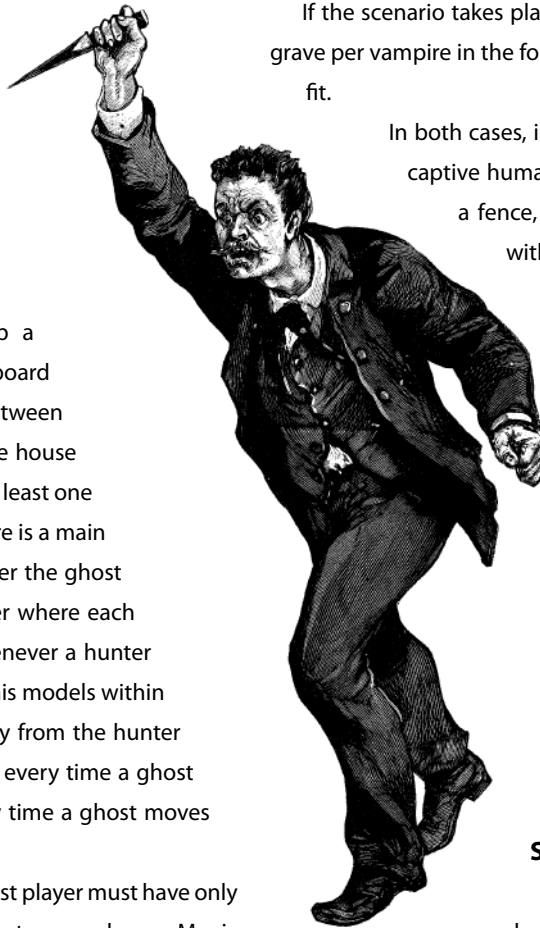 o a
board
tween
e house
least one
re is a main
er the ghost
er where each
enever a hunter
his models within
y from the hunter
every time a ghost
time a ghost moves
st player must have only
If the scenario takes pla
grave per vampire in the fo
fit.
In both cases, i
captive huma
a fence,
wit
S